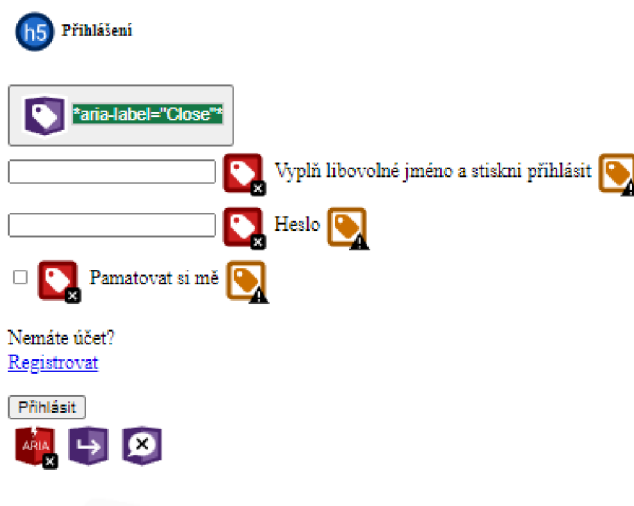 h5 Přihlášení
*aria-label="Close"*
Vyplň libovolné jméno a stiskni přihlásit
Heslo
Pamatovat si mě
Nemáte účet?
Registrovat
Přihlásit
ARIA